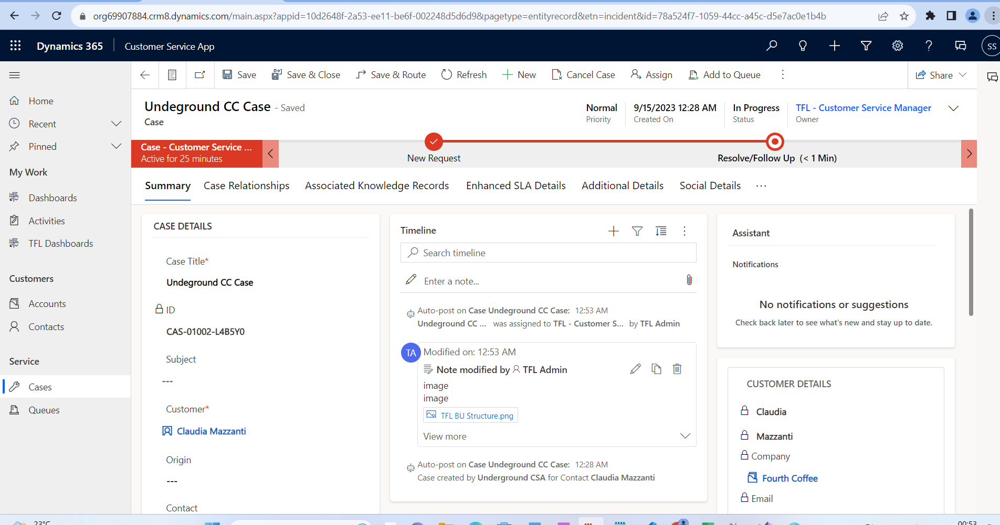 org69907884.crm8.dynamics.com/main.aspx?appid=10d2648f-2a53-ee11-be6f-002248d5d6d9&pagetype=entityrecord&etn=incident&id=78a524f7-1059-44cc-a45c-d5e7ac0e1b4b
Dynamics 365
Customer Service App
SS
Save
Save & Close
Save & Route
Refresh
New
Cancel Case
Assign
Add to Queue
Share
Home
Recent
Pinned
My Work
Dashboards
Activities
TFL Dashboards
Customers
Accounts
Contacts
Service
Cases
Queues
Undeground CC Case - Saved
Case
Normal
Priority
9/15/2023 12:28 AM
Created On
In Progress
Status
TFL - Customer Service Manager
Owner
Case - Customer Service ...
Active for 25 minutes
New Request
Resolve/Follow Up (< 1 Min)
Summary
Case Relationships
Associated Knowledge Records
Enhanced SLA Details
Additional Details
Social Details
...
CASE DETAILS
Case Title*
Undeground CC Case
ID
CAS-01002-L4B5Y0
Subject
---
Customer*
Claudia Mazzanti
Origin
---
Contact
Timeline
Search timeline
Enter a note...
Auto-post on Case Undeground CC Case: 12:53 AM
Undeground CC ... was assigned to TFL - Customer S... by TFL Admin
TA
Modified on: 12:53 AM
Note modified by TFL Admin
image
image
TFL BU Structure.png
View more
Auto-post on Case Undeground CC Case: 12:28 AM
Case created by Underground CSA for Contact Claudia Mazzanti
Assistant
Notifications
No notifications or suggestions
Check back later to see what's new and stay up to date.
CUSTOMER DETAILS
Claudia
Mazzanti
Company
Fourth Coffee
Email
23°C
00:53